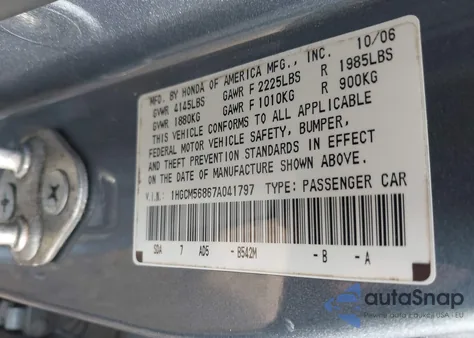 MFD. BY HONDA OF AMERICA MFG., INC. 10/06
GVWR 4145LBS GAWR F 2225LBS R 1985LBS
GVWR 1880KG GAWR F 1010KG R 900KG
THIS VEHICLE CONFORMS TO ALL APPLICABLE
FEDERAL MOTOR VEHICLE SAFETY, BUMPER,
AND THEFT PREVENTION STANDARDS IN EFFECT
ON THE DATE OF MANUFACTURE SHOWN ABOVE.
V.I.N.: 1HGCM56867A041797 TYPE: PASSENGER CAR
SDA 7 AD5 - B542M - B - A
autoSnap